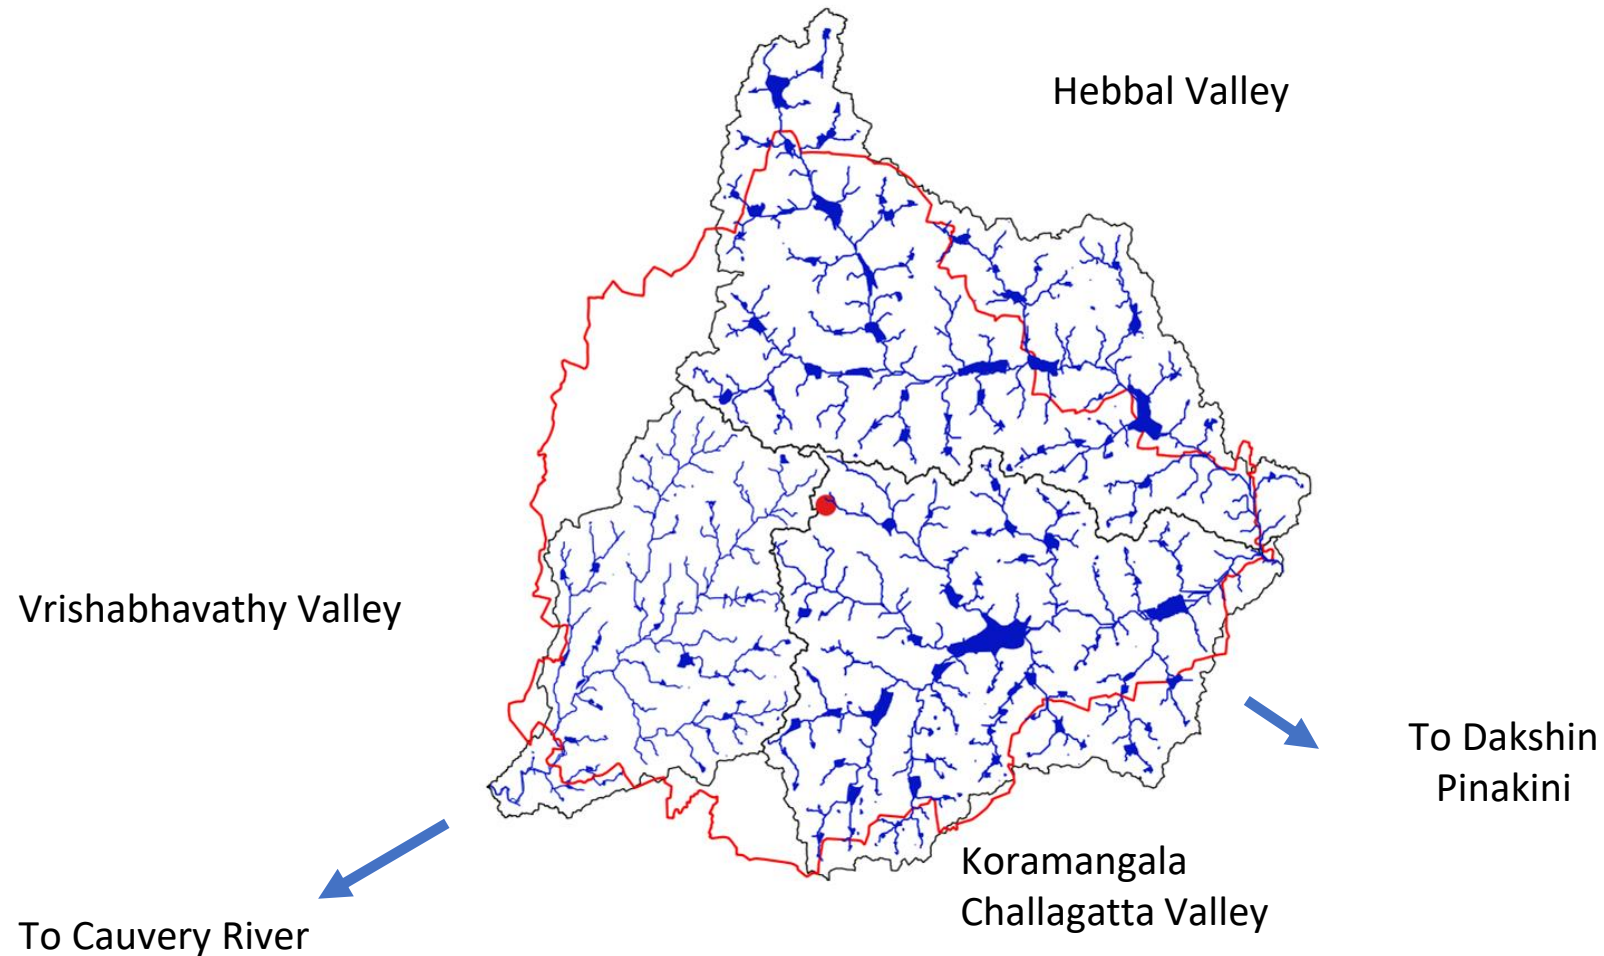 Hebbal Valley
Vrishabhavathy Valley
To Dakshin
Pinakini
Koramangala
Challagatta Valley
To Cauvery River